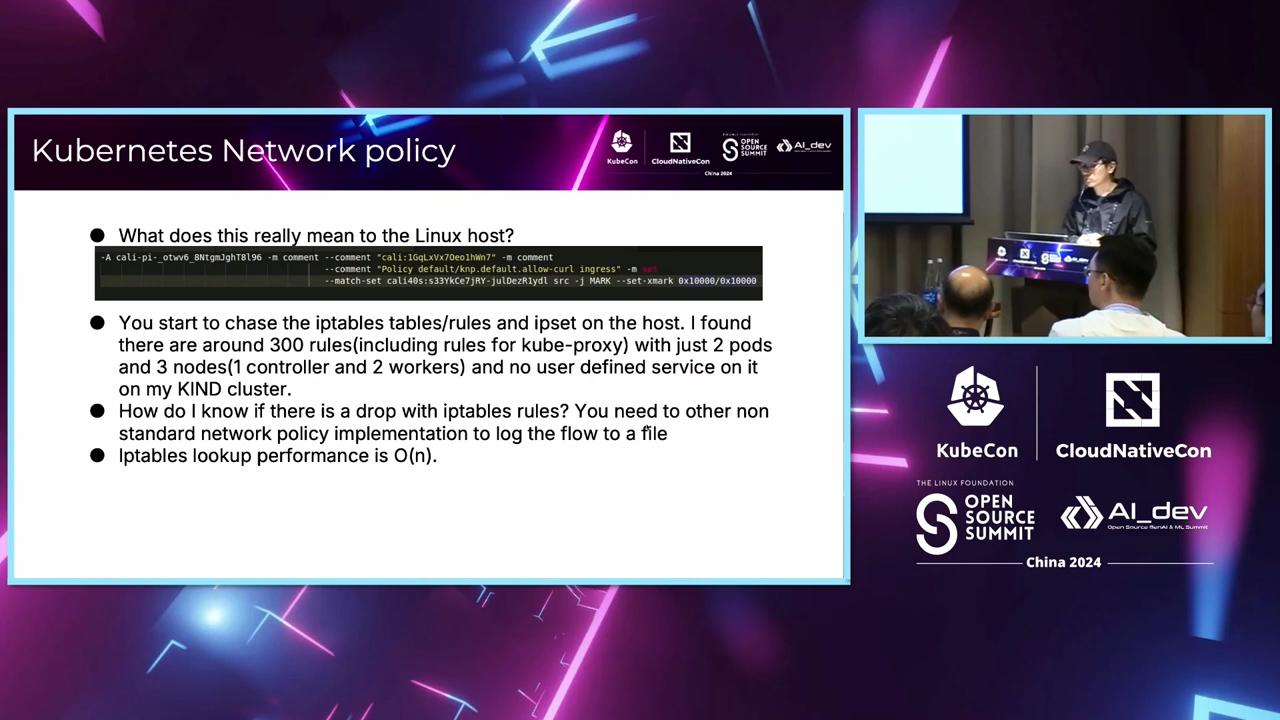 Kubernetes Network policy
KubeCon
CloudNativeCon
OPEN
SOURCE
SUMMIT
AI_dev
China 2024
● What does this really mean to the Linux host?
-A cali-pi-_otwv6_8NtgmJghT8l96 -m comment --comment "cali:1GqLxVx7Oeo1hWn7" -m comment
--comment "Policy default/knp.default.allow-curl ingress" -m set
--match-set cali40s:s33YkCe7jRY-julDezR1ydl src -j MARK --set-xmark 0x10000/0x10000
● You start to chase the iptables tables/rules and ipset on the host. I found
there are around 300 rules(including rules for kube-proxy) with just 2 pods
and 3 nodes(1 controller and 2 workers) and no user defined service on it
on my KIND cluster.
● How do I know if there is a drop with iptables rules? You need to other non
standard network policy implementation to log the flow to a file
● Iptables lookup performance is O(n).
KubeCon
CloudNativeCon
THE LINUX FOUNDATION
OPEN
SOURCE
SUMMIT
AI_dev
Open Source GenAI & ML Summit
China 2024